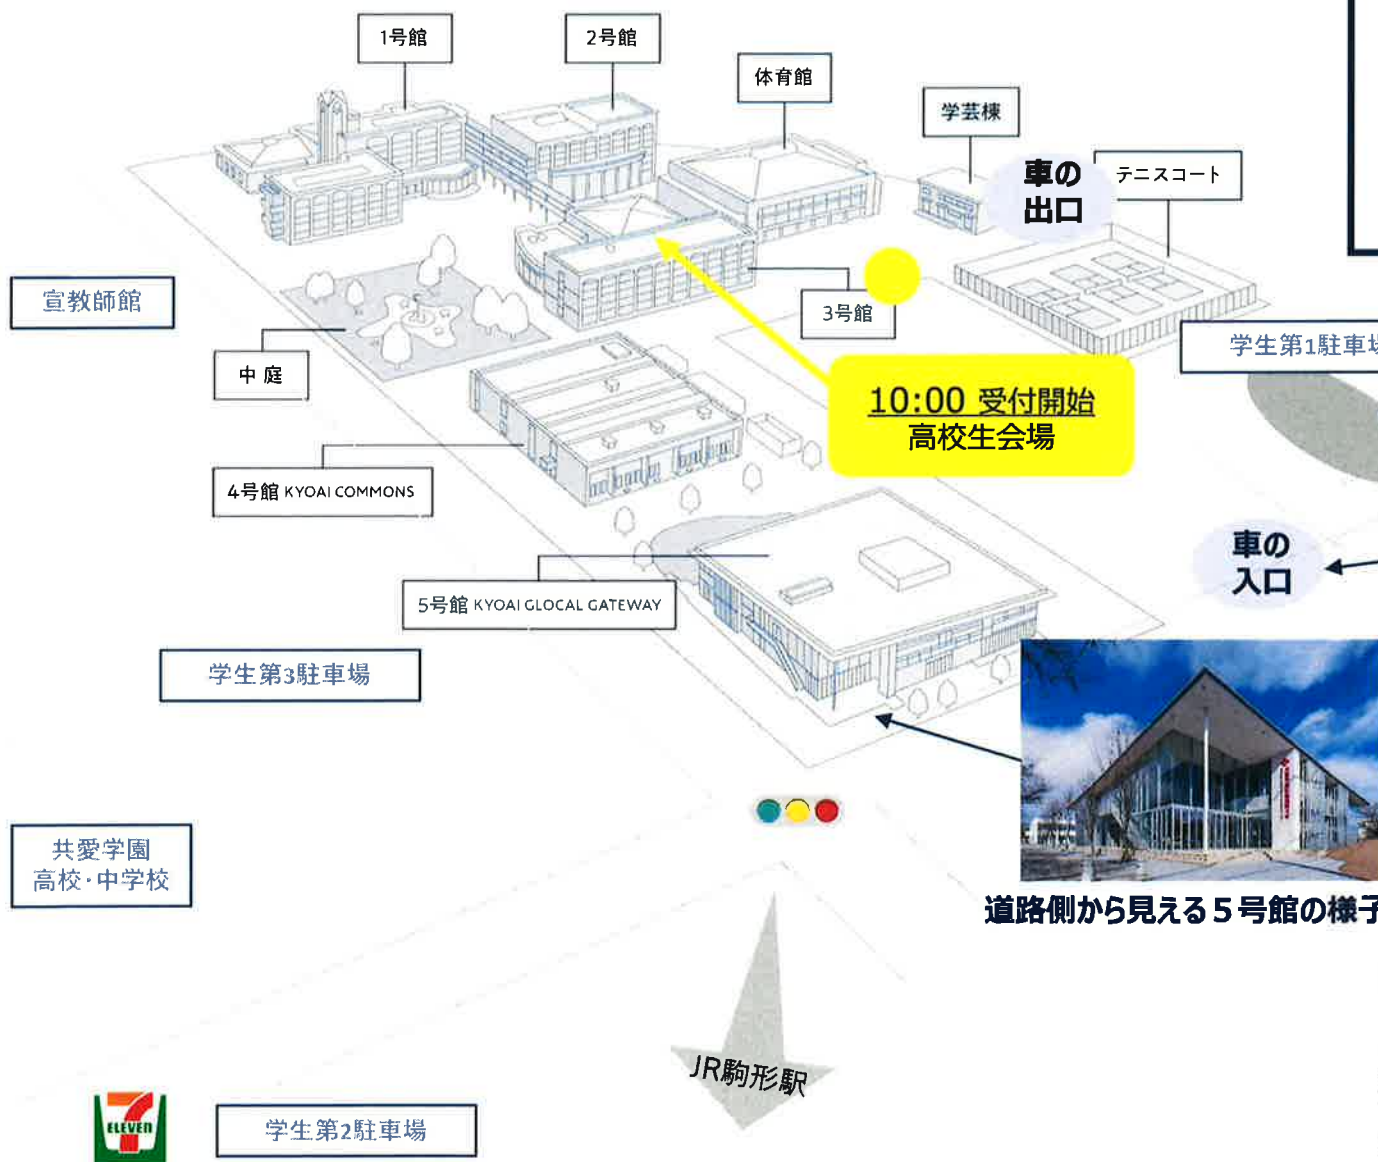 1号館
2号館
体育館
学芸棟
車の
出口
テニスコート
宣教師館
3号館
学生第1駐車場
中庭
10:00 受付開始
高校生会場
4号館 KYOAI COMMONS
車の
入口
5号館 KYOAI GLOCAL GATEWAY
学生第3駐車場
共愛学園
高校・中学校
道路側から見える5号館の様子
JR駒形駅
7
ELEVEN
学生第2駐車場